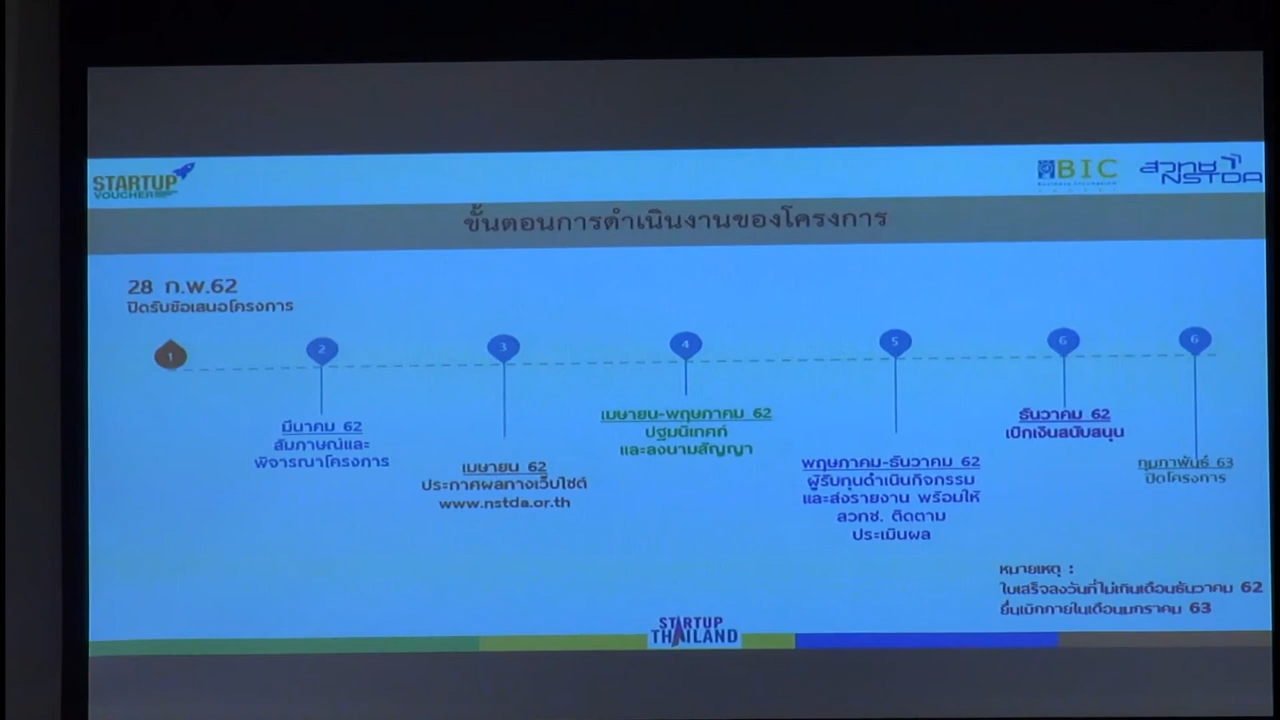 STARTUP
VOUCHER
BIC
สวทช
NSTDA
ขั้นตอนการดำเนินงานของโครงการ
28 ก.พ.62
ปิดรับข้อเสนอโครงการ
1
2
3
4
5
6
6
มีนาคม 62
สัมภาษณ์และ
พิจารณาโครงการ
เมษายน 62
ประกาศผลทางเว็บไซต์
www.nstda.or.th
เมษายน-พฤษภาคม 62
ปฐมนิเทศก์
และลงนามสัญญา
พฤษภาคม-ธันวาคม 62
ผู้รับทุนดำเนินกิจกรรม
และส่งรายงาน พร้อมให้
สวทช. ติดตาม
ประเมินผล
ธันวาคม 62
เบิกเงินสนับสนุน
กุมภาพันธ์ 63
ปิดโครงการ
หมายเหตุ :
ใบเสร็จลงวันที่ไม่เกินเดือนธันวาคม 62
ยื่นเบิกภายในเดือนมกราคม 63
STARTUP
THAILAND